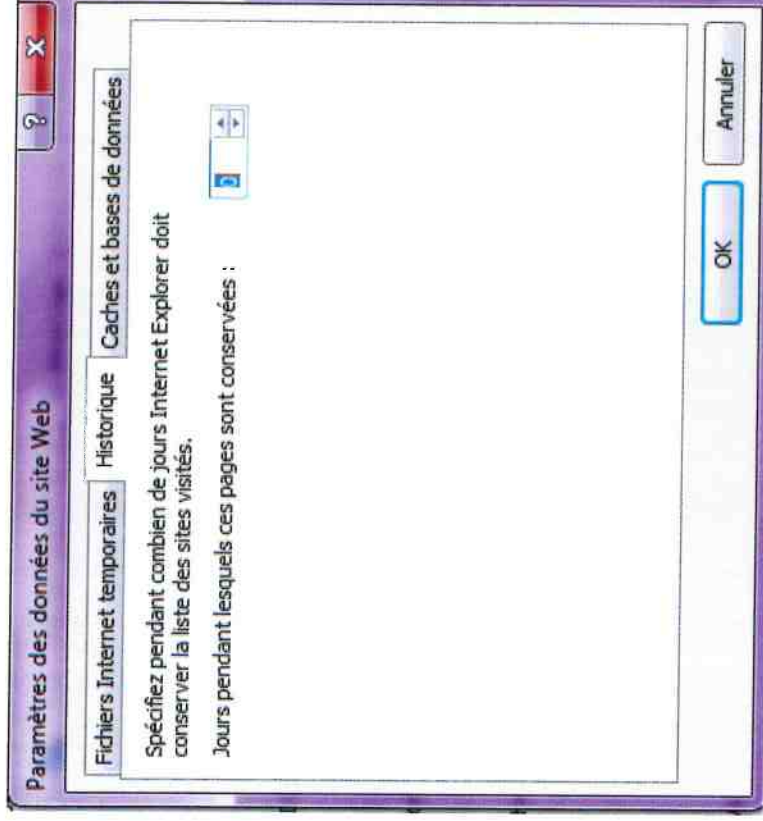 Paramètres des données du site Web
Fichiers Internet temporaires
Historique
Caches et bases de données
Spécifiez pendant combien de jours Internet Explorer doit
conserver la liste des sites visités.
Jours pendant lesquels ces pages sont conservées : 0
OK
Annuler